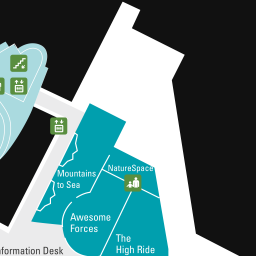 NatureSpace
Mountains
to Sea
Awesome
Forces
The
High Ride
formation Desk